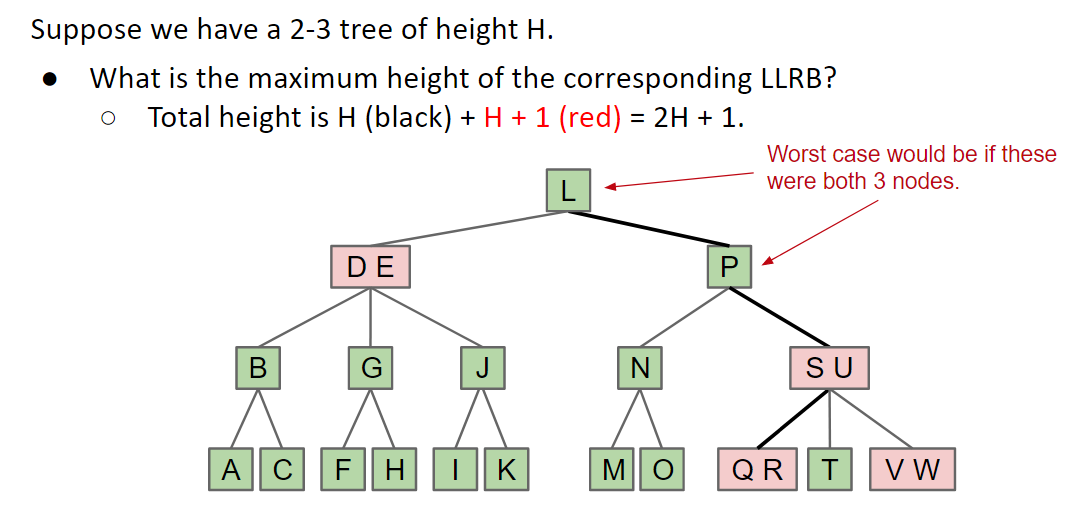 Suppose we have a 2-3 tree of height H.
● What is the maximum height of the corresponding LLRB?
○ Total height is H (black) + H + 1 (red) = 2H + 1.
Worst case would be if these
were both 3 nodes.
L
D E
P
B
G
J
N
S U
A
C
F
H
I
K
M
O
Q R
T
V W